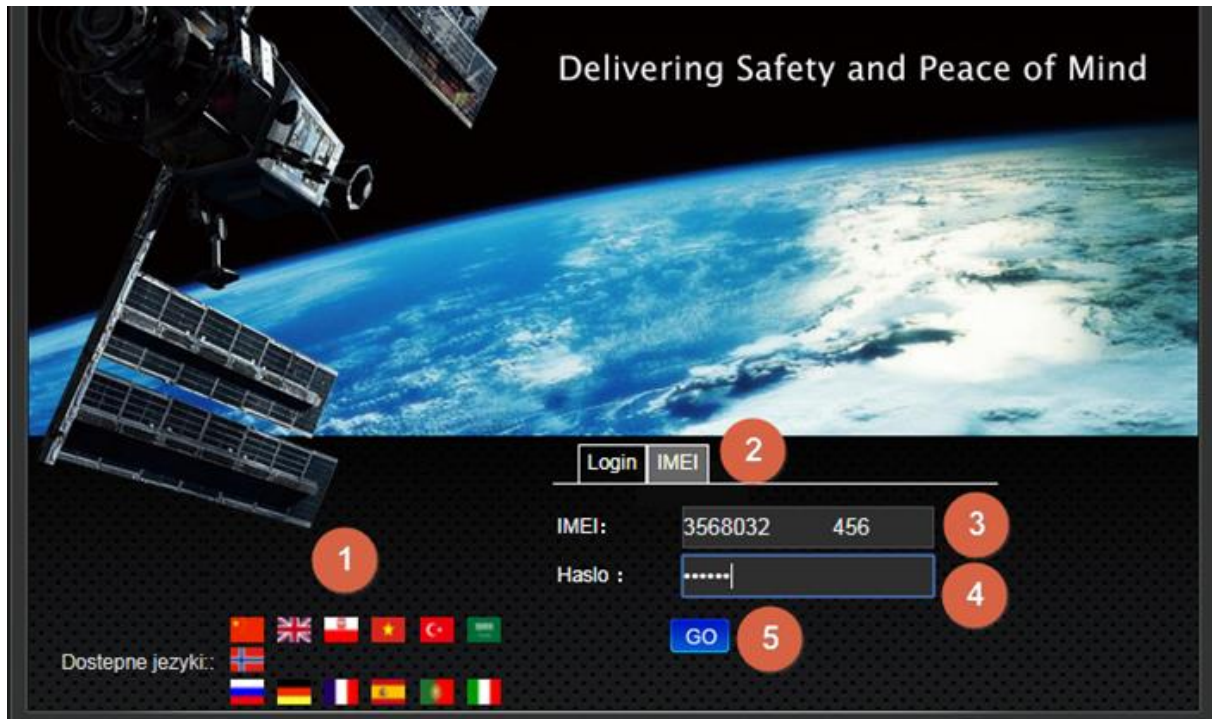 Delivering Safety and Peace of Mind
Login IMEI 2
IMEI: 3568032 456 3
1
Haslo : •••••• 4
GO 5
Dostepne jezyki::